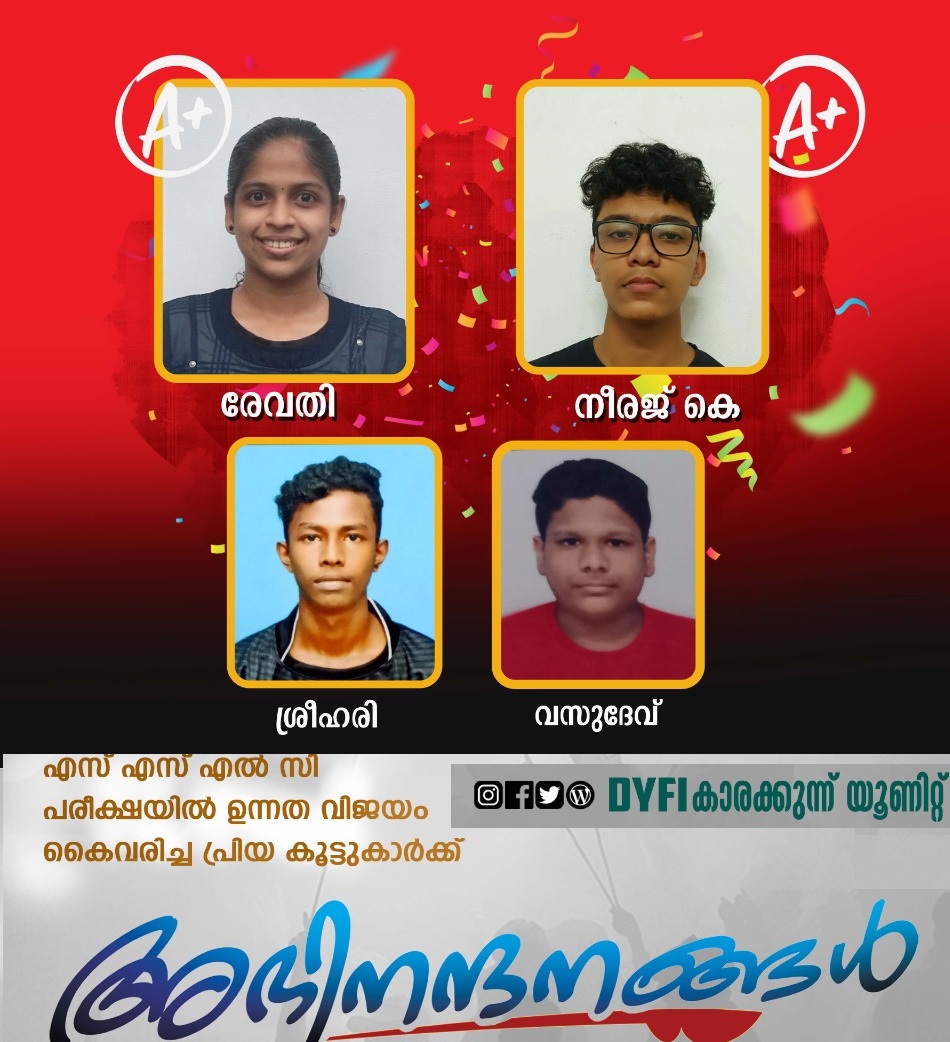 A+
A+
രേവതി
നീരജ് കെ
ശ്രീഹരി
വസുദേവ്
എസ് എസ് എൽ സി
പരീക്ഷയിൽ ഉന്നത വിജയം
കൈവരിച്ച പ്രിയ കൂട്ടുകാർക്ക്
DYFI കാരക്കുന്ന് യൂണിറ്റ്
അഭിനന്ദനങ്ങൾ